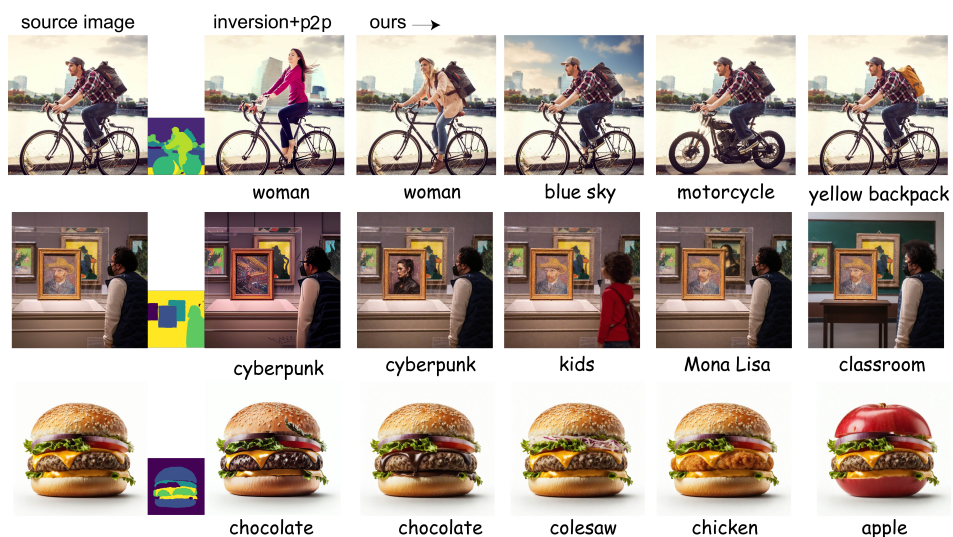 source image inversion+p2p ours
woman woman blue sky motorcycle yellow backpack
cyberpunk cyberpunk kids Mona Lisa classroom
chocolate chocolate colesaw chicken apple